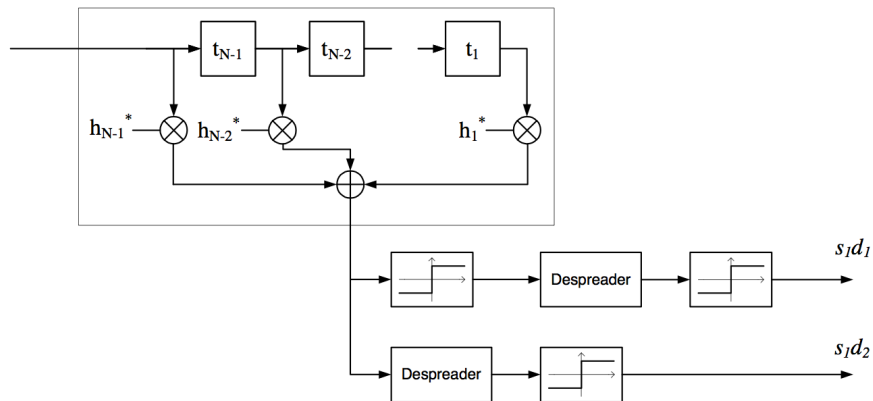 t_{N-1} t_{N-2} t_1
h_{N-1}^* h_{N-2}^* h_1^*
s_1d_1
Despreader
s_1d_2
Despreader